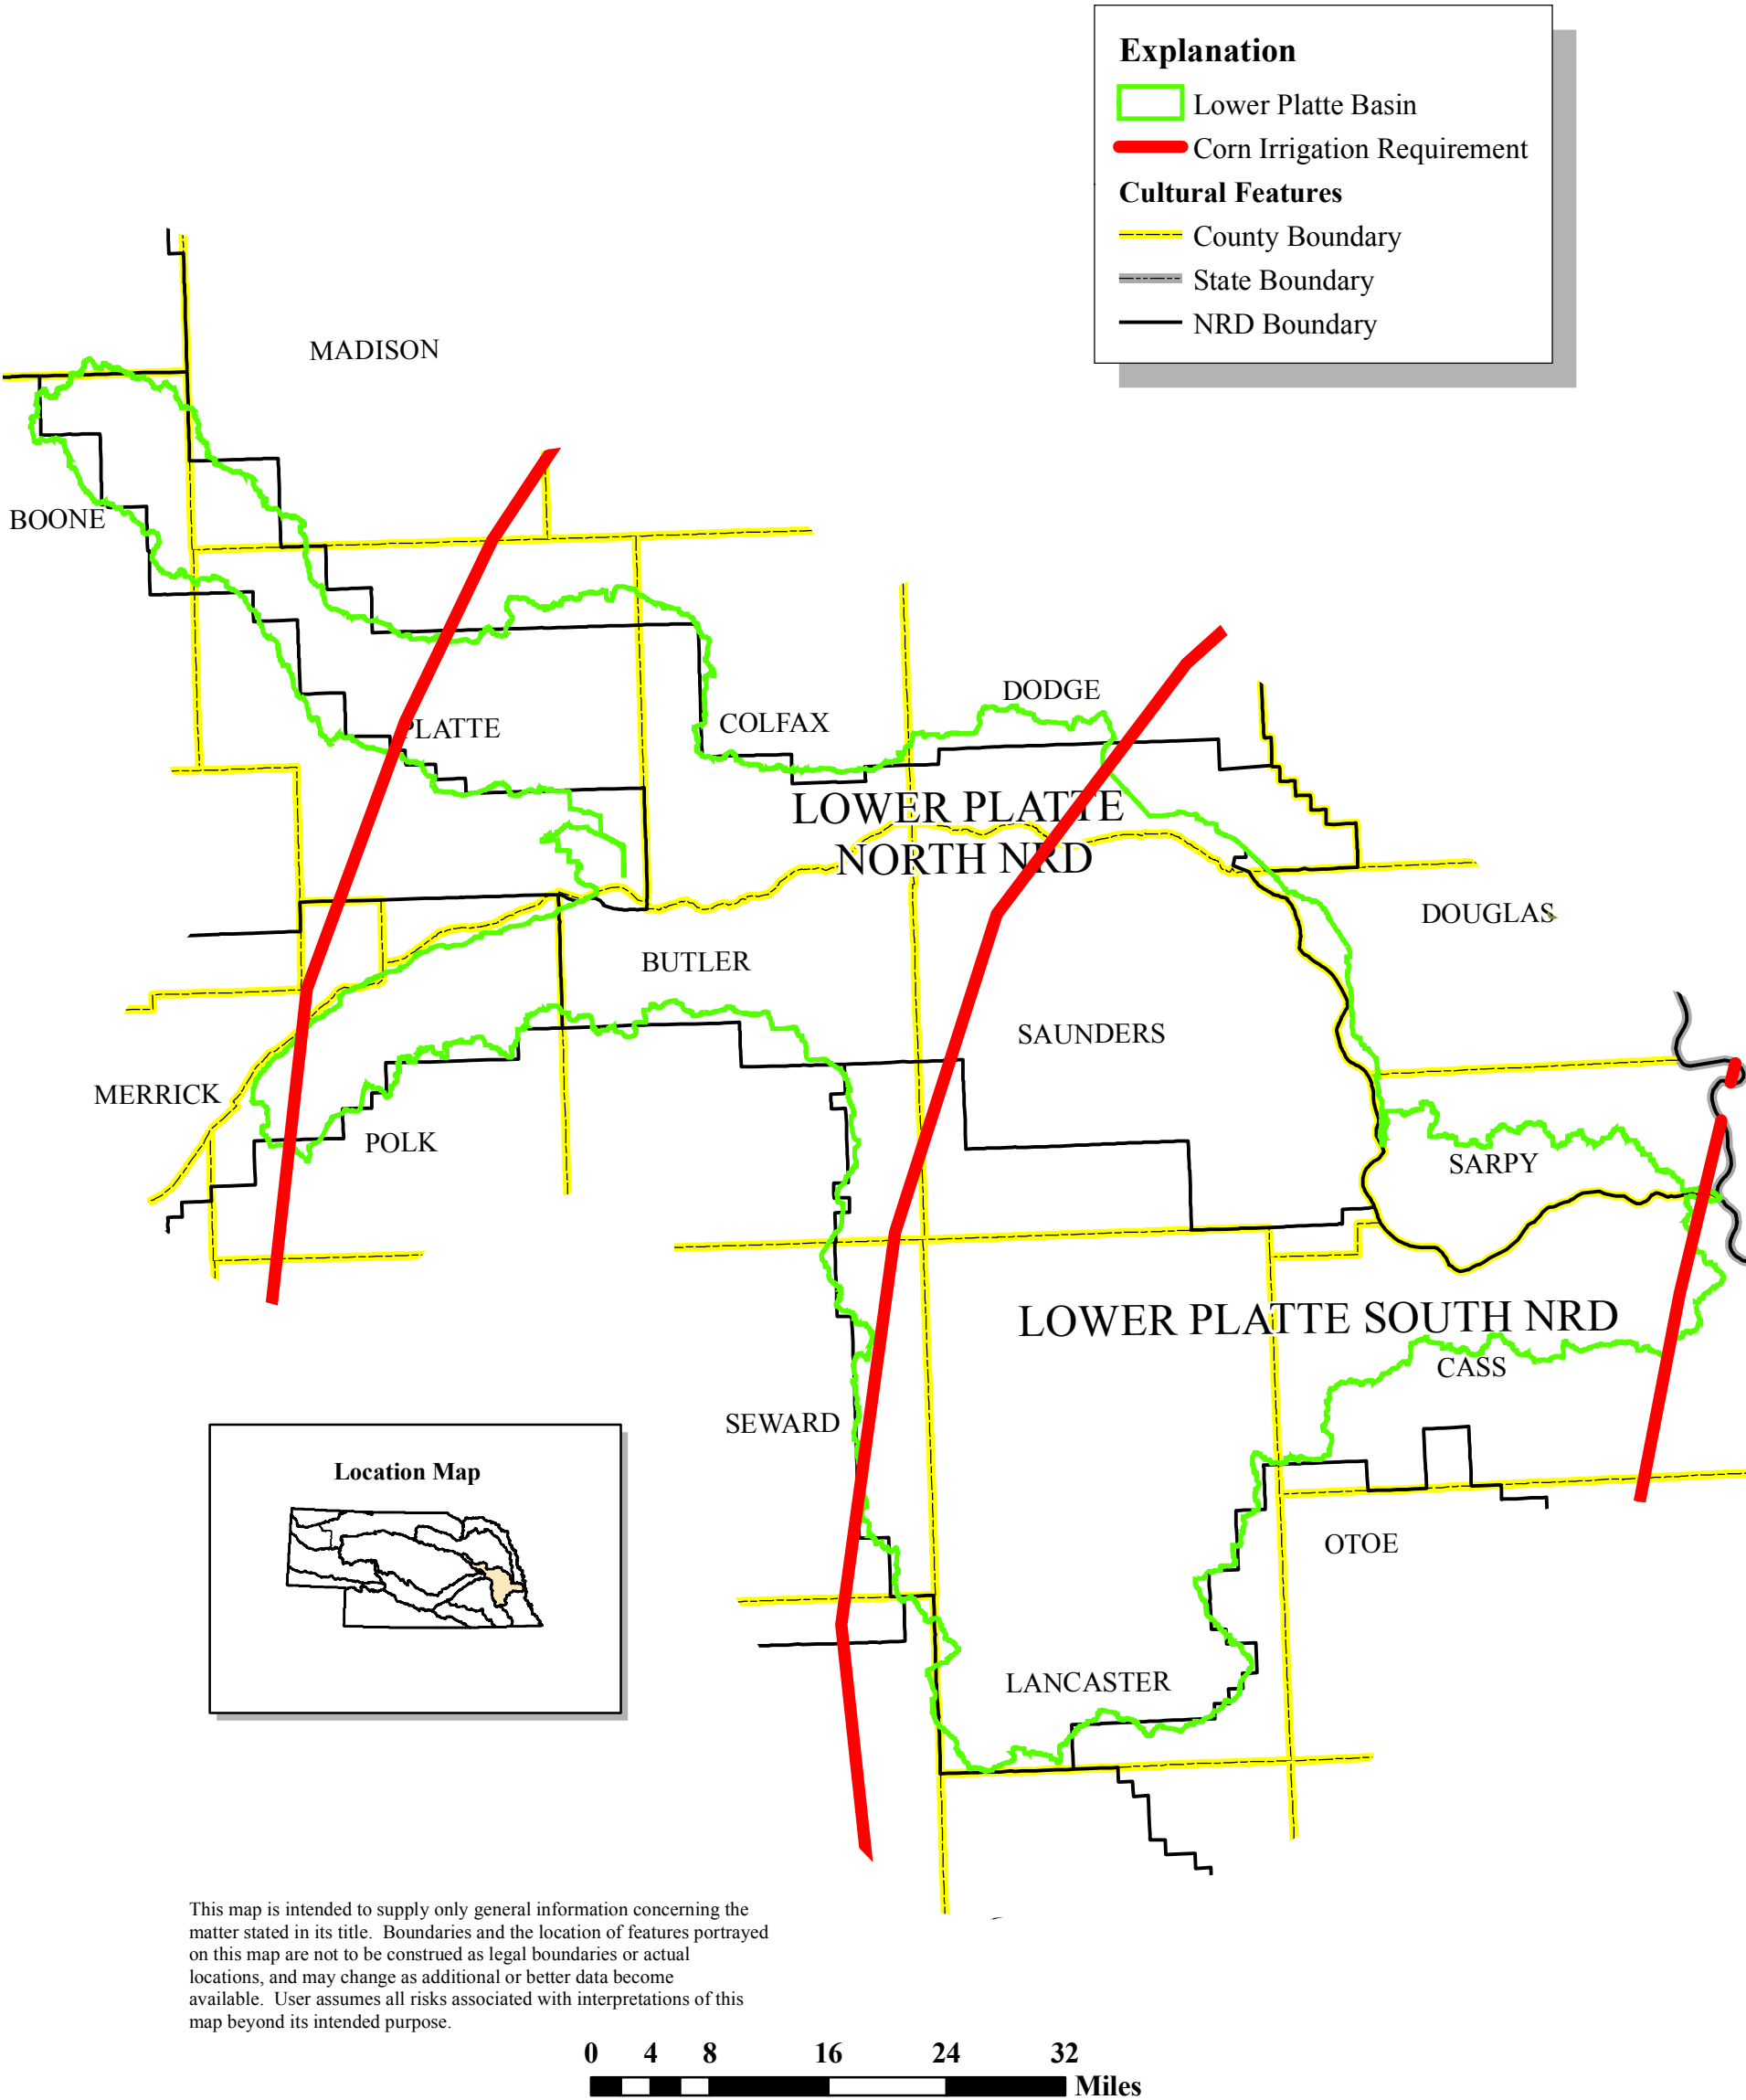 Explanation
Lower Platte Basin
Corn Irrigation Requirement
Cultural Features
County Boundary
State Boundary
NRD Boundary
MADISON
BOONE
PLATTE
COLFAX
DODGE
LOWER PLATTE
NORTH NRD
DOUGLAS
BUTLER
SAUNDERS
MERRICK
POLK
SARPY
LOWER PLATTE SOUTH NRD
CASS
SEWARD
Location Map
OTOE
LANCASTER
This map is intended to supply only general information concerning the
matter stated in its title.  Boundaries and the location of features portrayed
on this map are not to be construed as legal boundaries or actual
locations, and may change as additional or better data become
available.  User assumes all risks associated with interpretations of this
map beyond its intended purpose.
0 4 8 16 24 32
Miles